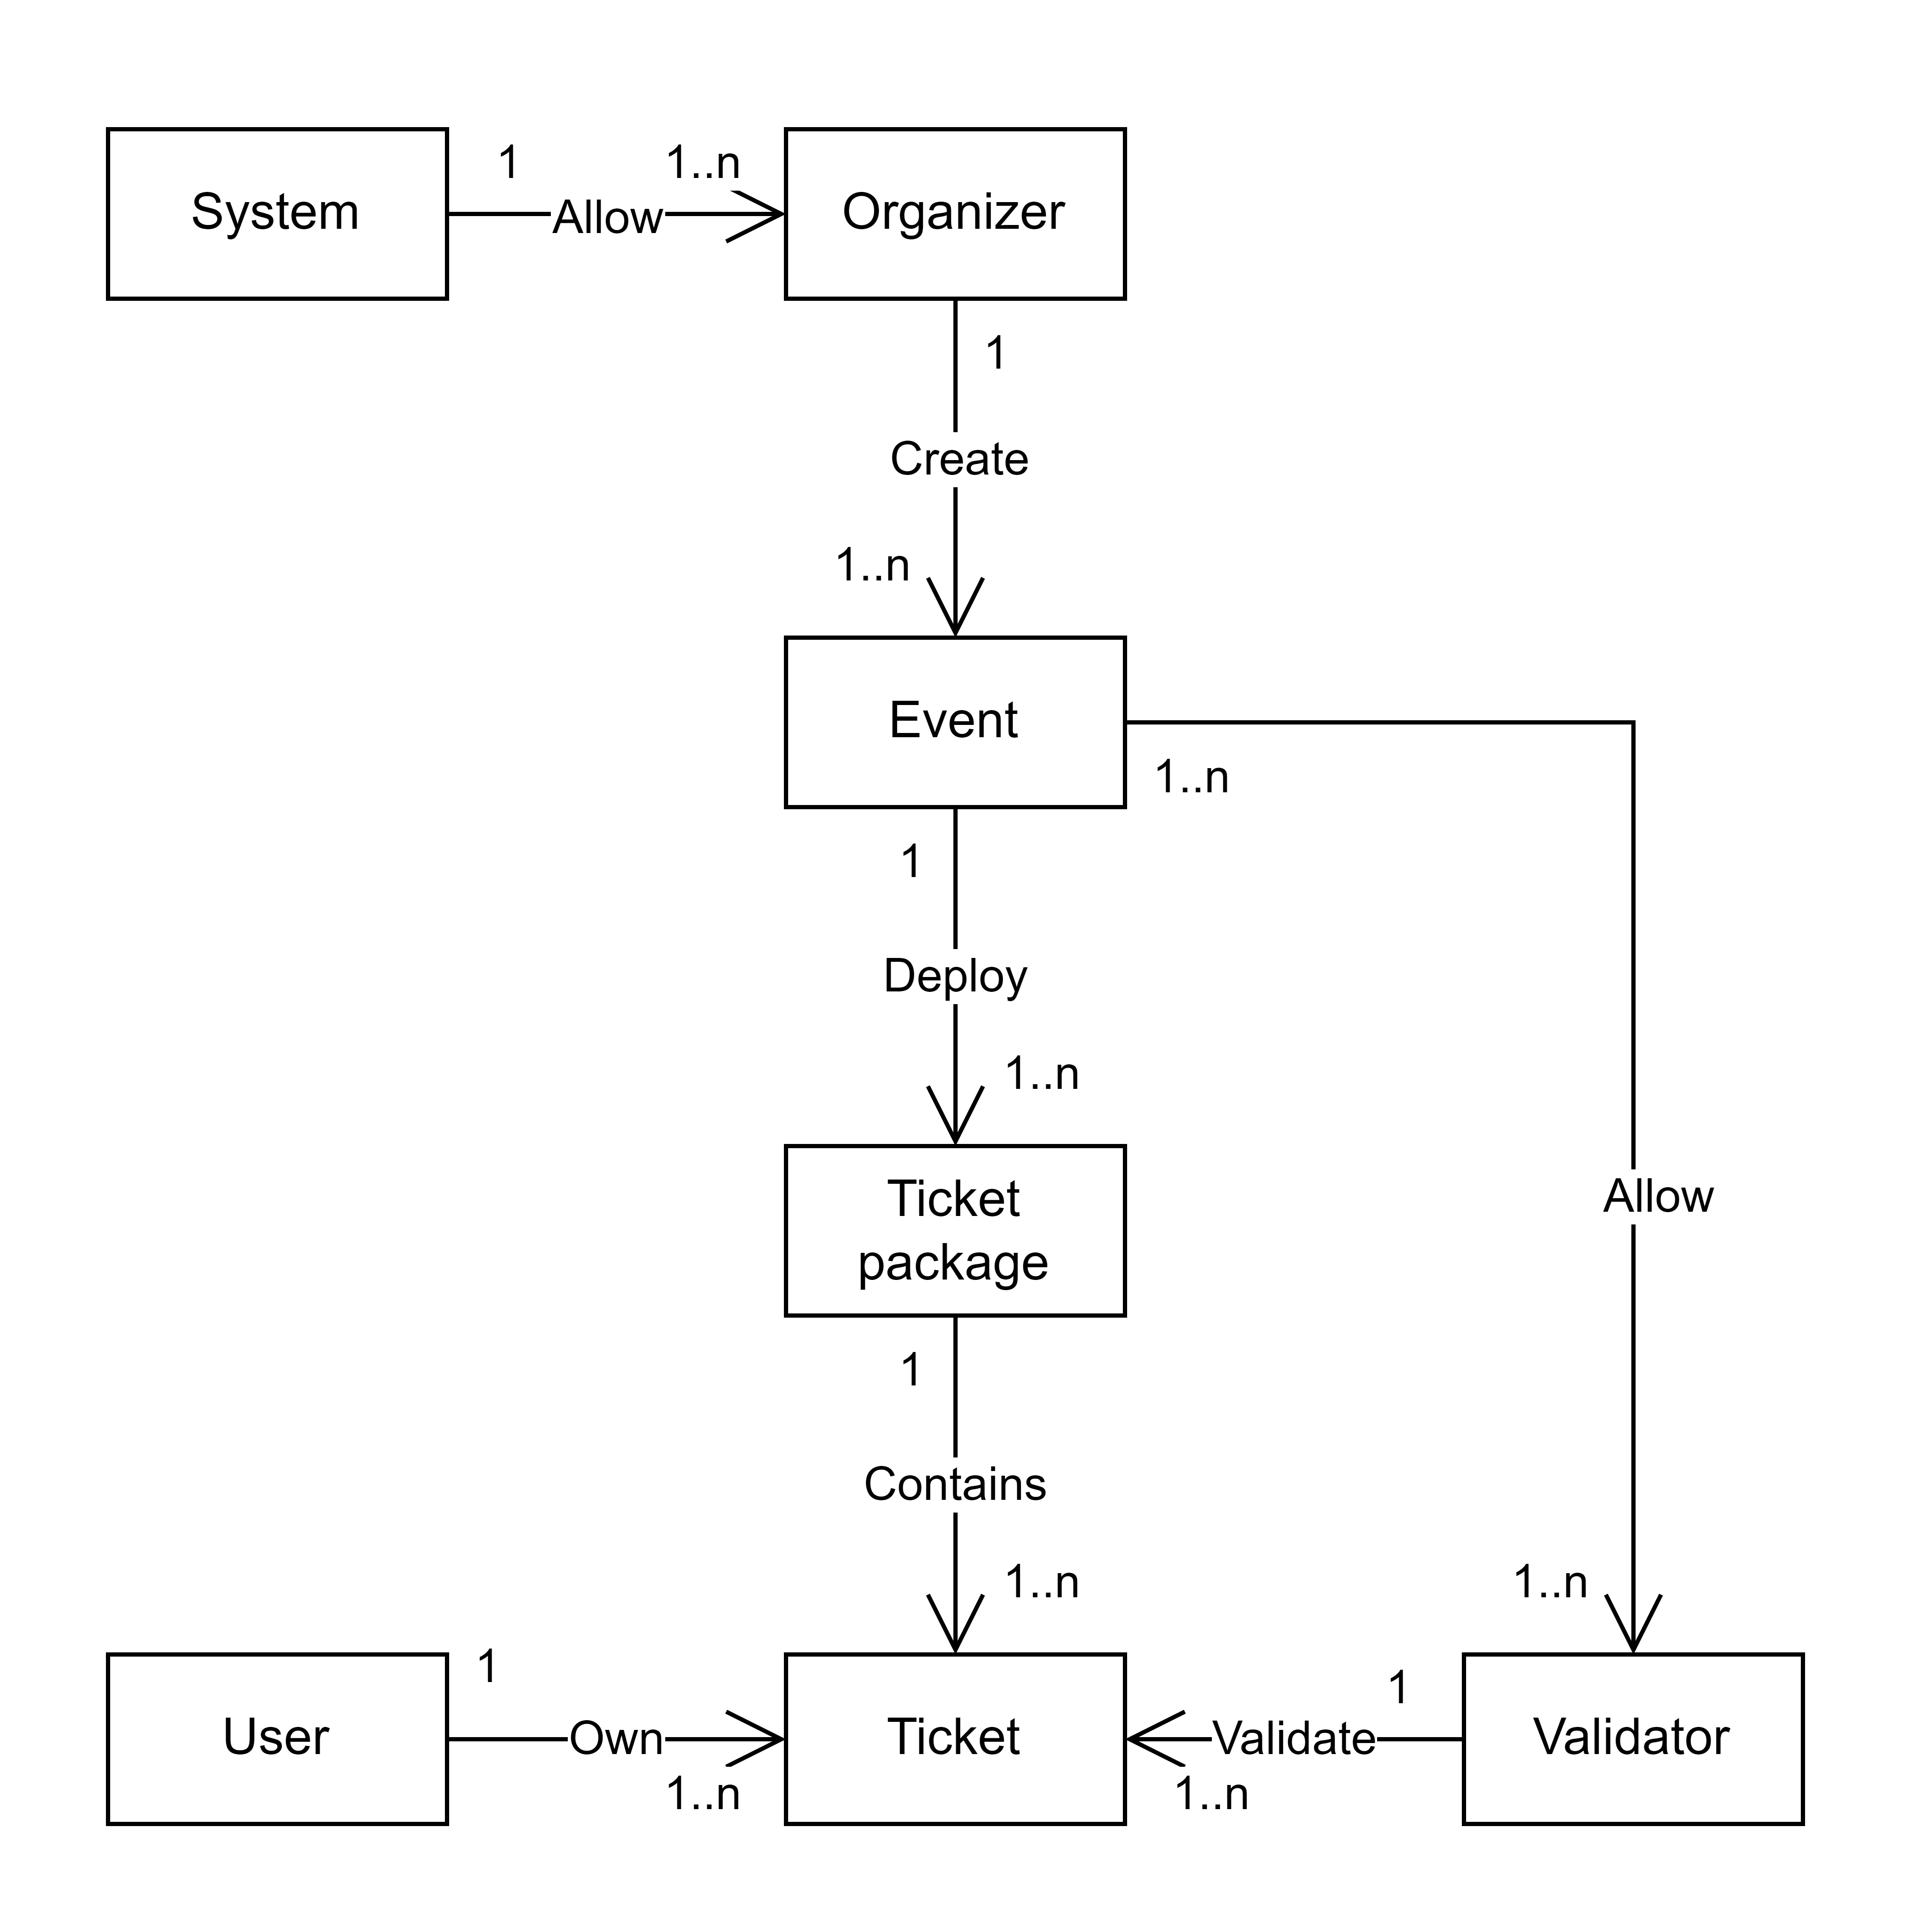 System
1
Allow
1..n
Organizer
1
Create
1..n
Event
1..n
1
Deploy
1..n
Ticket
package
Allow
1
Contains
1..n
1..n
User
1
Own
1..n
Ticket
1..n
Validate
1
Validator